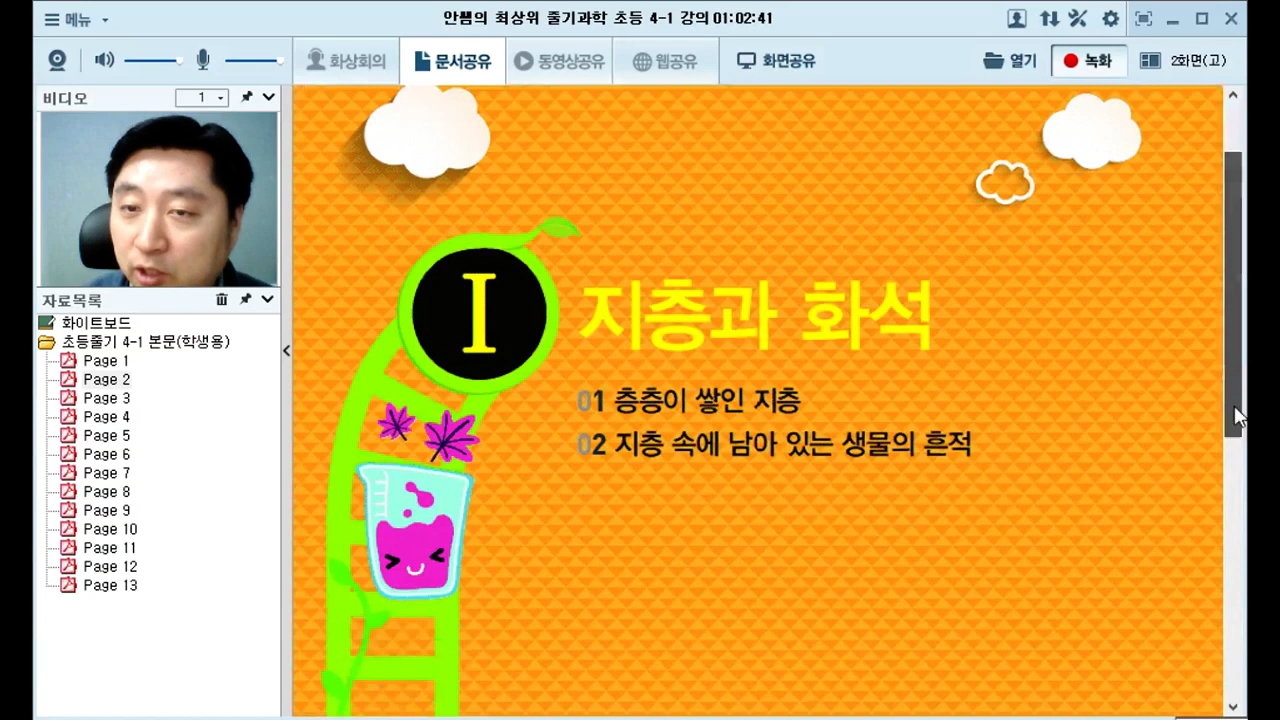 메뉴
안쌤의 최상위 줄기과학 초등 4-1 강의01:02:41
화상회의
문서공유
동영상공유
웹공유
화면공유
열기
녹화
2화면(고)
비디오
1
자료목록
화이트보드
초등줄기 4-1 본문(학생용)
Page 1
Page 2
Page 3
Page 4
Page 5
Page 6
Page 7
Page 8
Page 9
Page 10
Page 11
Page 12
Page 13
I 지층과 화석
01 층층이 쌓인 지층
02 지층 속에 남아 있는 생물의 흔적